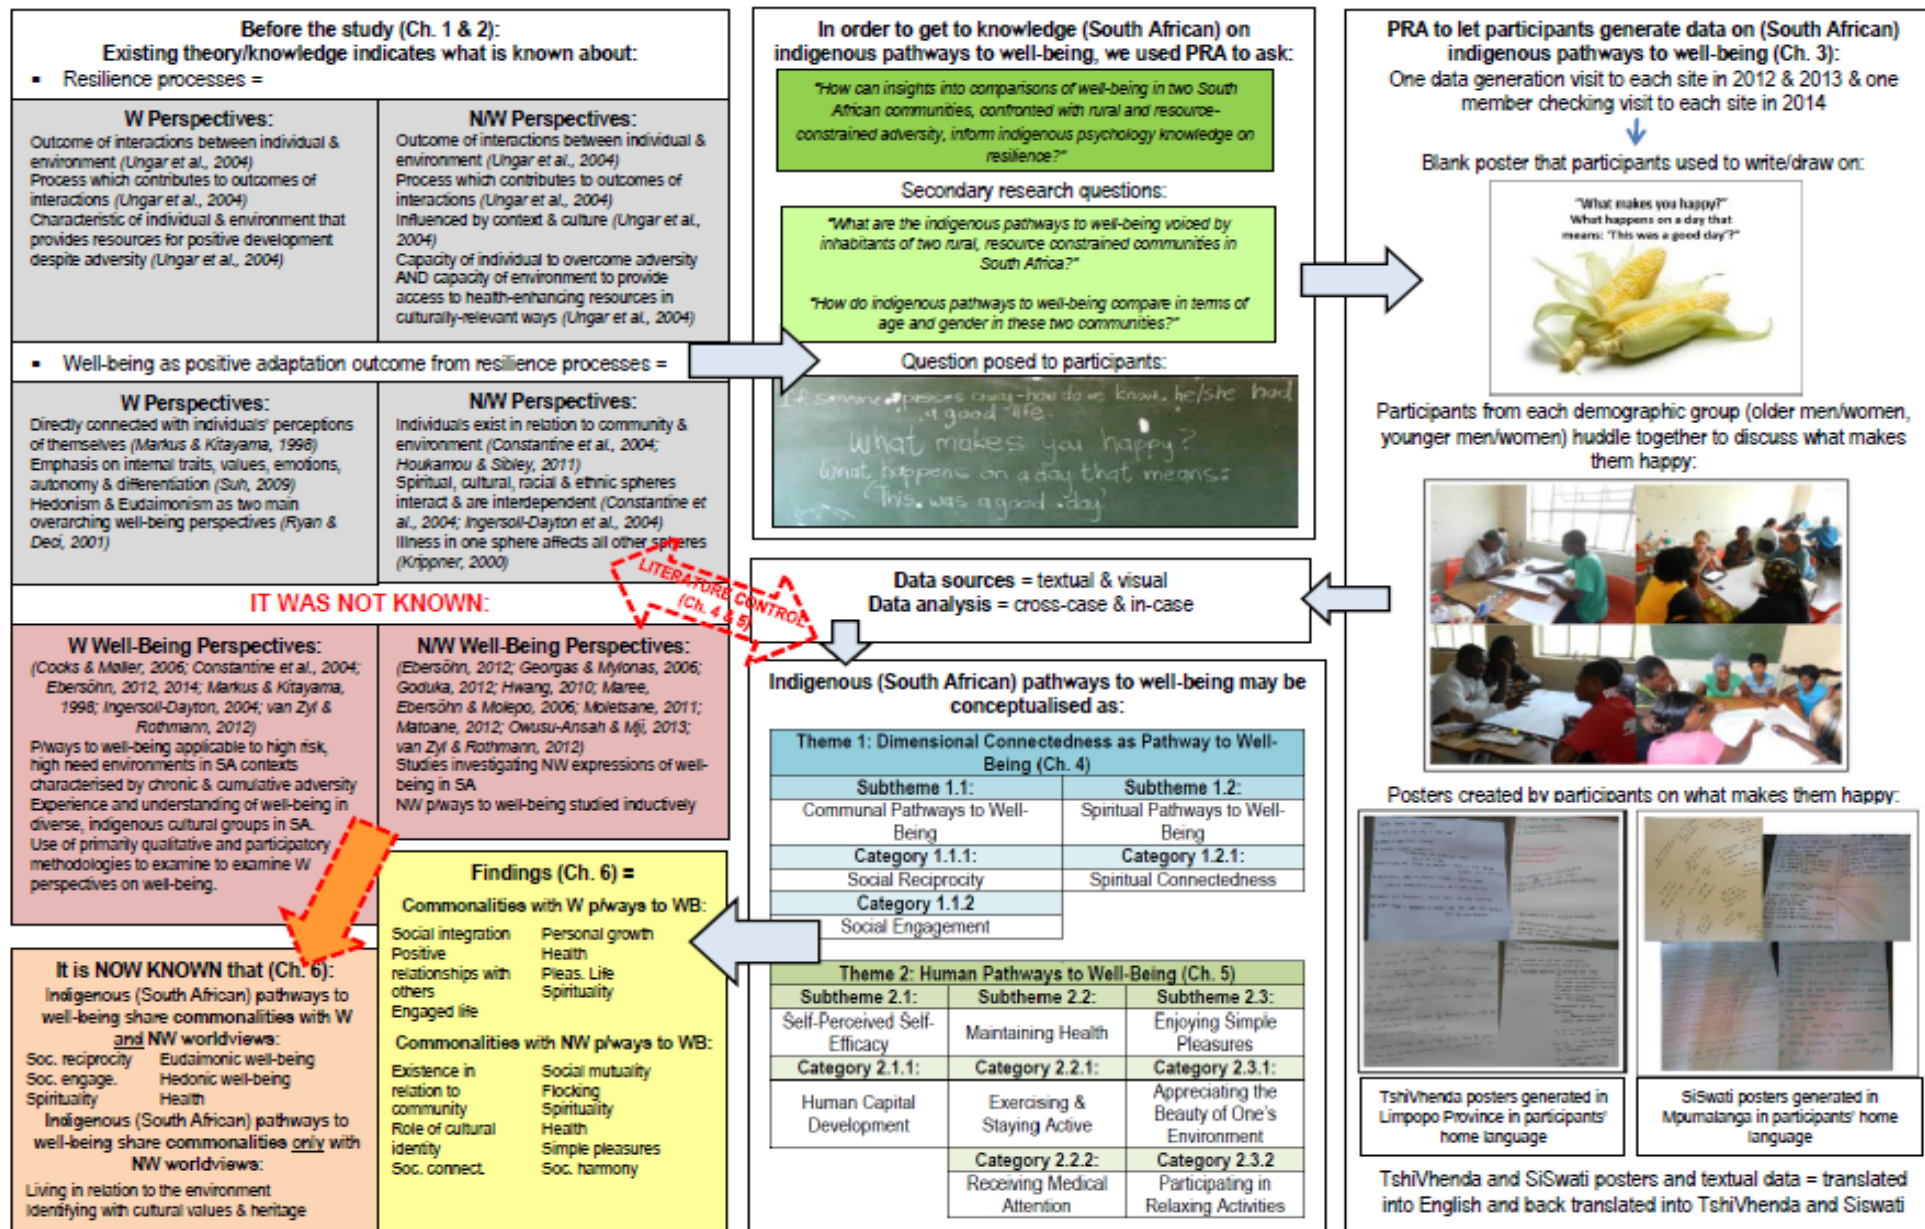 Before the study (Ch. 1 & 2):
Existing theory/knowledge indicates what is known about:
▪ Resilience processes =
W Perspectives:
Outcome of interactions between individual &
environment (Ungar et al., 2004)
Process which contributes to outcomes of
interactions (Ungar et al., 2004)
Characteristic of individual & environment that
provides resources for positive development
despite adversity (Ungar et al., 2004)
N/W Perspectives:
Outcome of interactions between individual &
environment (Ungar et al., 2004)
Process which contributes to outcomes of
interactions (Ungar et al., 2004)
Influenced by context & culture (Ungar et al.,
2004)
Capacity of individual to overcome adversity
AND capacity of environment to provide
access to health-enhancing resources in
culturally-relevant ways (Ungar et al., 2004)
▪ Well-being as positive adaptation outcome from resilience processes =
W Perspectives:
Directly connected with individuals' perceptions
of themselves (Markus & Kitayama, 1998)
Emphasis on internal traits, values, emotions,
autonomy & differentiation (Suh, 2009)
Hedonism & Eudaimonism as two main
overarching well-being perspectives (Ryan &
Deci, 2001)
N/W Perspectives:
Individuals exist in relation to community &
environment (Constantine et al., 2004;
Houkamou & Sibley, 2011)
Spiritual, cultural, racial & ethnic spheres
interact & are interdependent (Constantine et
al., 2004; Ingersoll-Dayton et al., 2004)
Illness in one sphere affects all other spheres
(Krippner, 2000)
IT WAS NOT KNOWN:
W Well-Being Perspectives:
(Cooks & Møller, 2006; Constantine et al., 2004;
Ebersöhn, 2012, 2014; Markus & Kitayama,
1998; Ingersoll-Dayton, 2004; van Zyl &
Rothmann, 2012)
P/ways to well-being applicable to high risk,
high need environments in SA contexts
characterised by chronic & cumulative adversity
Experience and understanding of well-being in
diverse, indigenous cultural groups in SA.
Use of primarily qualitative and participatory
methodologies to examine to examine W
perspectives on well-being.
N/W Well-Being Perspectives:
(Ebersöhn, 2012; Georgas & Mylonas, 2006;
Goduka, 2012; Hwang, 2010; Maree,
Ebersöhn & Molepo, 2006; Moletsane, 2011;
Matoane, 2012; Owusu-Ansah & Mji, 2013;
van Zyl & Rothmann, 2012)
Studies investigating NW expressions of well-
being in SA
NW p/ways to well-being studied inductively
LITERATURE CONTROL
(Ch. 4 & 5)
It is NOW KNOWN that (Ch. 6):
Indigenous (South African) pathways to
well-being share commonalities with W
and NW worldviews:
Soc. reciprocity Eudaimonic well-being
Soc. engage. Hedonic well-being
Spirituality Health
Indigenous (South African) pathways to
well-being share commonalities only with
NW worldviews:
Living in relation to the environment
Identifying with cultural values & heritage
Findings (Ch. 6) =
Commonalities with W p/ways to WB:
Social integration Personal growth
Positive Health
relationships with Pleas. Life
others Spirituality
Engaged life
Commonalities with NW p/ways to WB:
Existence in Social mutuality
relation to Flocking
community Spirituality
Role of cultural Health
identity Simple pleasures
Soc. connect. Soc. harmony
In order to get to knowledge (South African) on
indigenous pathways to well-being, we used PRA to ask:
"How can insights into comparisons of well-being in two South
African communities, confronted with rural and resource-
constrained adversity, inform indigenous psychology knowledge on
resilience?"
Secondary research questions:
"What are the indigenous pathways to well-being voiced by
inhabitants of two rural, resource constrained communities in
South Africa?"
"How do indigenous pathways to well-being compare in terms of
age and gender in these two communities?"
Question posed to participants:
If someone passes away - how do we know he/she had
a good life.
What makes you happy?
What happens on a day that means:
'This was a good day'
Data sources = textual & visual
Data analysis = cross-case & in-case
Indigenous (South African) pathways to well-being may be
conceptualised as:
Theme 1: Dimensional Connectedness as Pathway to Well-
Being (Ch. 4)
Subtheme 1.1: Subtheme 1.2:
Communal Pathways to Well- Spiritual Pathways to Well-
Being Being
Category 1.1.1: Category 1.2.1:
Social Reciprocity Spiritual Connectedness
Category 1.1.2
Social Engagement
Theme 2: Human Pathways to Well-Being (Ch. 5)
Subtheme 2.1: Subtheme 2.2: Subtheme 2.3:
Self-Perceived Self- Maintaining Health Enjoying Simple
Efficacy Pleasures
Category 2.1.1: Category 2.2.1: Category 2.3.1:
Human Capital Exercising & Appreciating the
Development Staying Active Beauty of One's
Environment
Category 2.2.2: Category 2.3.2
Receiving Medical Participating in
Attention Relaxing Activities
PRA to let participants generate data on (South African)
indigenous pathways to well-being (Ch. 3):
One data generation visit to each site in 2012 & 2013 & one
member checking visit to each site in 2014
Blank poster that participants used to write/draw on:
"What makes you happy?"
What happens on a day that
means: 'This was a good day'?"
Participants from each demographic group (older men/women,
younger men/women) huddle together to discuss what makes
them happy:
Posters created by participants on what makes them happy:
TshiVhenda posters generated in
Limpopo Province in participants'
home language
SiSwati posters generated in
Mpumalanga in participants' home
language
TshiVhenda and SiSwati posters and textual data = translated
into English and back translated into TshiVhenda and Siswati